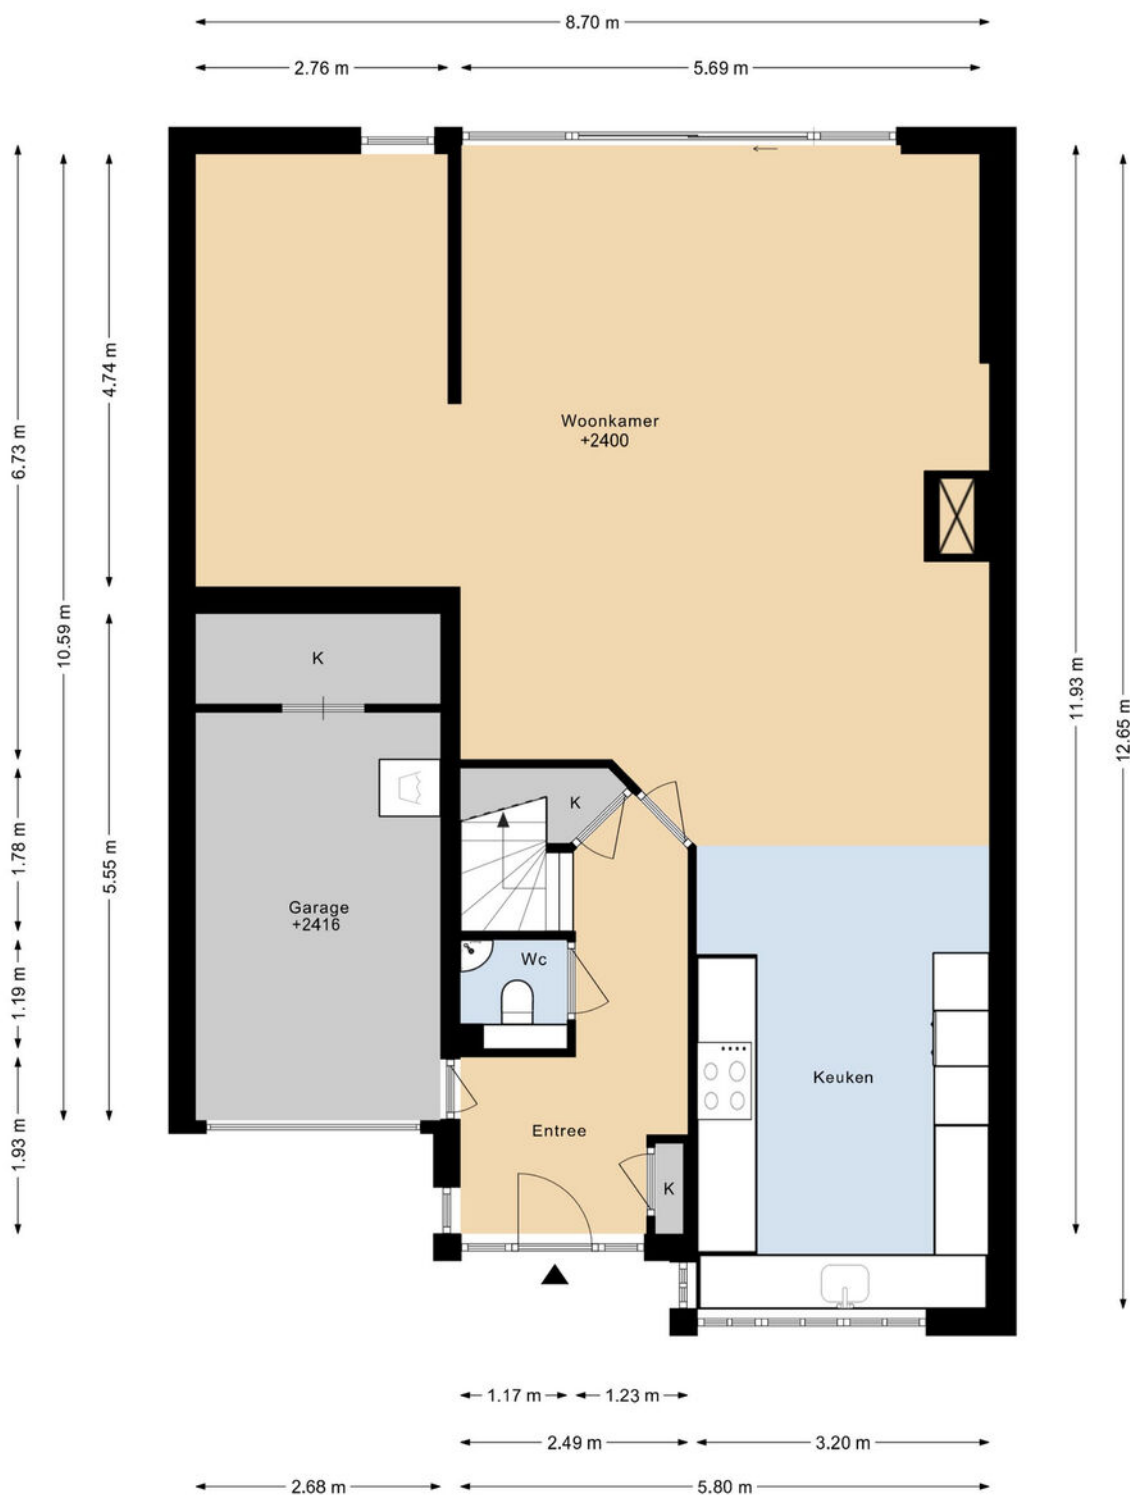 8.70 m
2.76 m
5.69 m
6.73 m
10.59 m
4.74 m
Woonkamer
+2400
11.93 m
12.65 m
K
1.78 m
5.55 m
K
Garage
+2416
1.19 m
Wc
Keuken
1.93 m
Entree
K
1.17 m
1.23 m
2.49 m
3.20 m
2.68 m
5.80 m